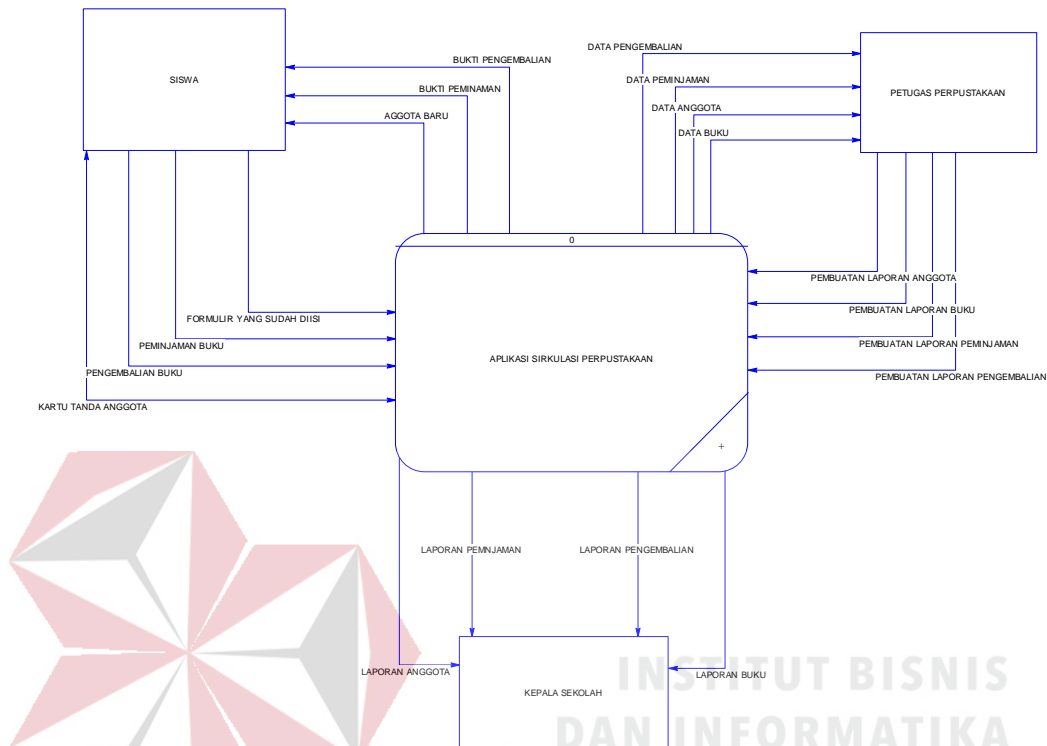 DATA PENGEMBALIAN
BUKTI PENGEMBALIAN
SISWA
DATA PEMINJAMAN
BUKTI PEMINAMAN
PETUGAS PERPUSTAKAAN
DATA ANGGOTA
AGGOTA BARU
DATA BUKU
0
PEMBUATAN LAPORAN ANGGOTA
PEMBUATAN LAPORAN BUKU
FORMULIR YANG SUDAH DIISI
PEMINJAMAN BUKU
PEMBUATAN LAPORAN PEMINJAMAN
APLIKASI SIRKULASI PERPUSTAKAAN
PENGEMBALIAN BUKU
PEMBUATAN LAPORAN PENGEMBALIAN
KARTU TANDA ANGGOTA
+
LAPORAN PEMNJAMAN
LAPORAN PENGEMBALIAN
LAPORAN ANGGOTA
LAPORAN BUKU
KEPALA SEKOLAH
INSTITUT BISNIS
DAN INFORMATIKA